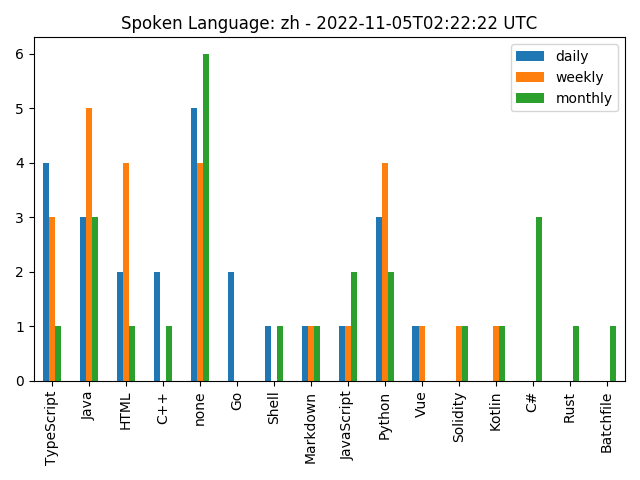 Spoken Language: zh - 2022-11-05T02:22:22 UTC
daily
weekly
monthly
6
5
4
3
2
1
0
TypeScript
Java
HTML
C++
none
Go
Shell
Markdown
JavaScript
Python
Vue
Solidity
Kotlin
C#
Rust
Batchfile